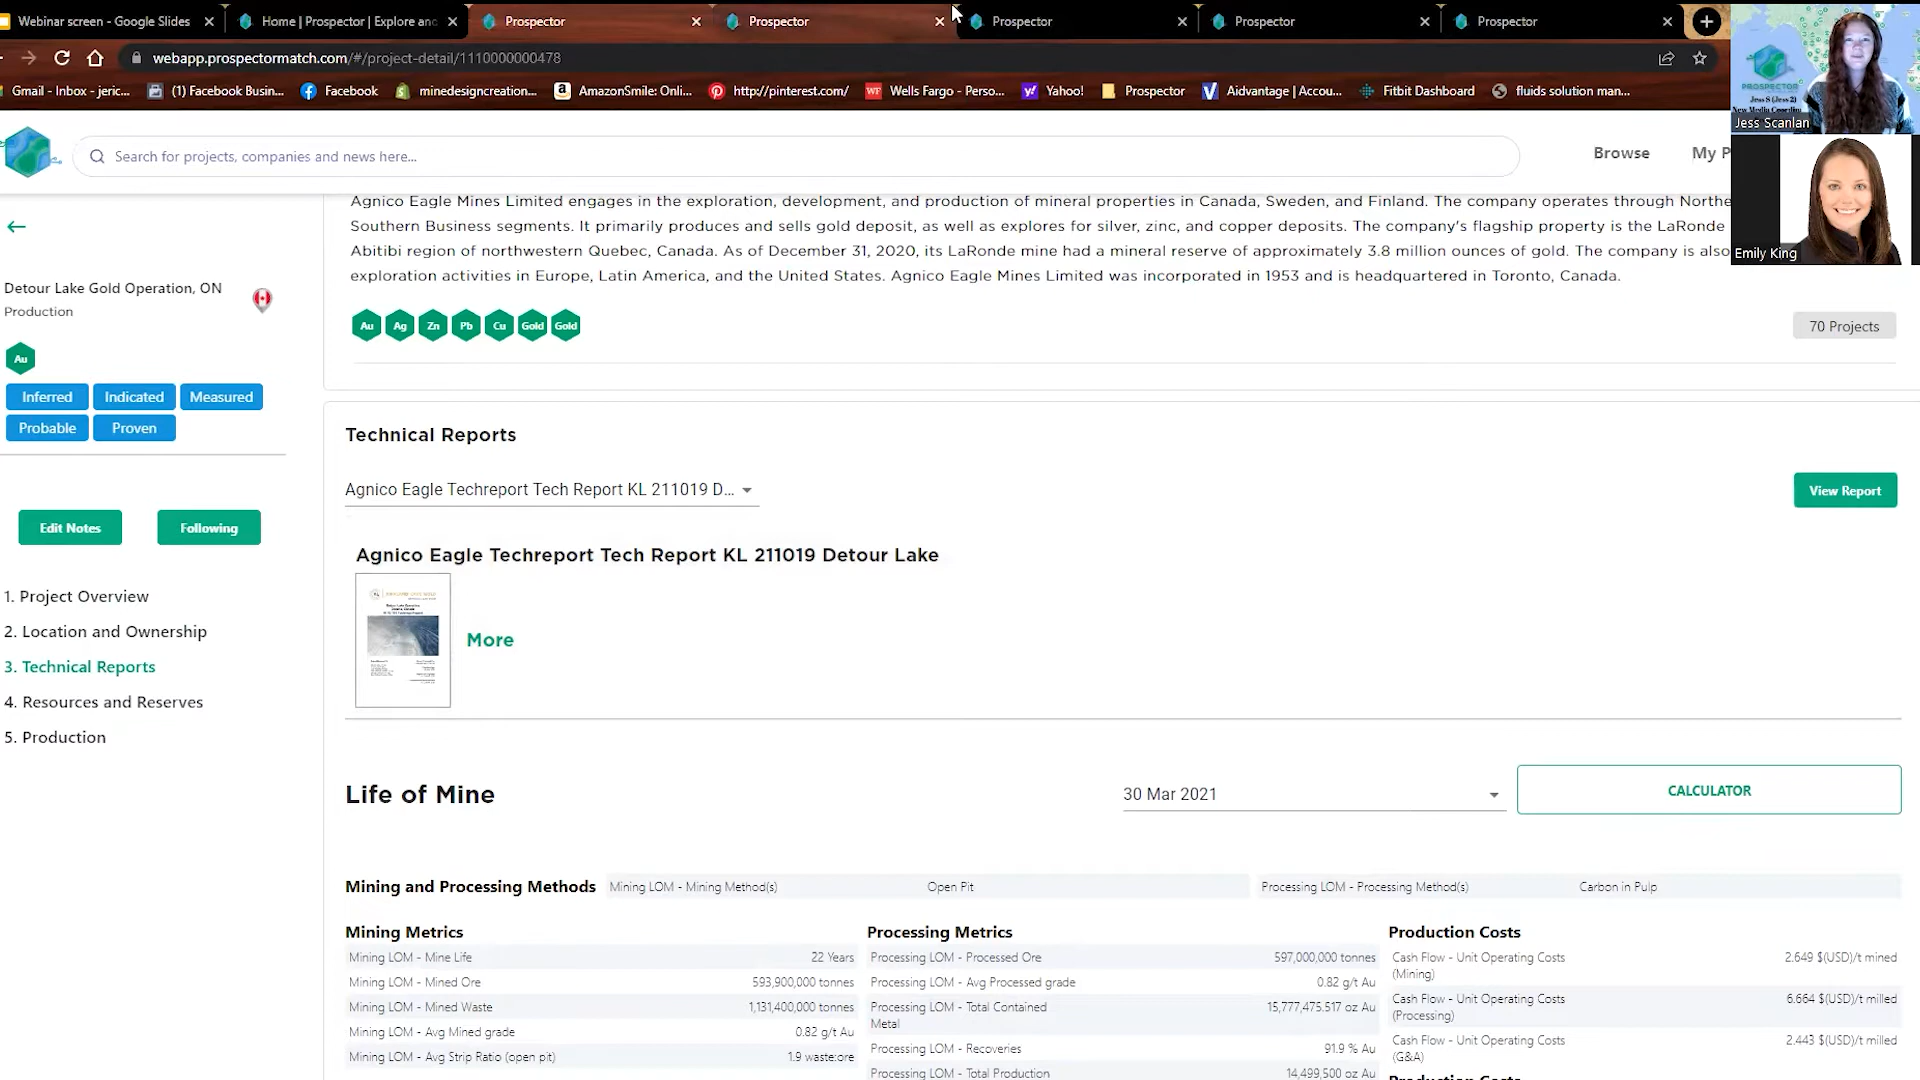 Webinar screen - Google Slides
Home | Prospector | Explore anc
Prospector
Prospector
Prospector
Prospector
Prospector
webapp.prospectormatch.com/#/project-detail/1110000000478
Gmail - Inbox - jeric...
(1) Facebook Busin...
Facebook
minedesigncreation...
AmazonSmile: Onli...
http://pinterest.com/
WF
Wells Fargo - Perso...
Yahoo!
Prospector
Aidvantage | Accou...
Fitbit Dashboard
fluids solution man...
PROSPECTOR
Jess S (Jess 2)
Jess Scanlan
Emily King
Search for projects, companies and news here...
Browse
My P
Agnico Eagle Mines Limited engages in the exploration, development, and production of mineral properties in Canada, Sweden, and Finland. The company operates through Northe
Southern Business segments. It primarily produces and sells gold deposit, as well as explores for silver, zinc, and copper deposits. The company's flagship property is the LaRonde
Abitibi region of northwestern Quebec, Canada. As of December 31, 2020, its LaRonde mine had a mineral reserve of approximately 3.8 million ounces of gold. The company is also
exploration activities in Europe, Latin America, and the United States. Agnico Eagle Mines Limited was incorporated in 1953 and is headquartered in Toronto, Canada.
Au Ag Zn Pb Cu Gold Gold
70 Projects
Detour Lake Gold Operation, ON
Production
Au
Inferred Indicated Measured
Probable Proven
Edit Notes Following
1. Project Overview
2. Location and Ownership
3. Technical Reports
4. Resources and Reserves
5. Production
Technical Reports
Agnico Eagle Techreport Tech Report KL 211019 D...
View Report
Agnico Eagle Techreport Tech Report KL 211019 Detour Lake
More
Life of Mine
30 Mar 2021
CALCULATOR
Mining and Processing Methods
Mining LOM - Mining Method(s) Open Pit
Processing LOM - Processing Method(s) Carbon in Pulp
Mining Metrics
Mining LOM - Mine Life 22 Years
Mining LOM - Mined Ore 593,900,000 tonnes
Mining LOM - Mined Waste 1,131,400,000 tonnes
Mining LOM - Avg Mined grade 0.82 g/t Au
Mining LOM - Avg Strip Ratio (open pit) 1.9 waste:ore
Processing Metrics
Processing LOM - Processed Ore 597,000,000 tonnes
Processing LOM - Avg Processed grade 0.82 g/t Au
Processing LOM - Total Contained 15,777,475.517 oz Au
Metal
Processing LOM - Recoveries 91.9 % Au
Processing LOM - Total Production 14,499,500 oz Au
Production Costs
Cash Flow - Unit Operating Costs 2.649 $(USD)/t mined
(Mining)
Cash Flow - Unit Operating Costs 6.664 $(USD)/t milled
(Processing)
Cash Flow - Unit Operating Costs 2.443 $(USD)/t milled
(G&A)